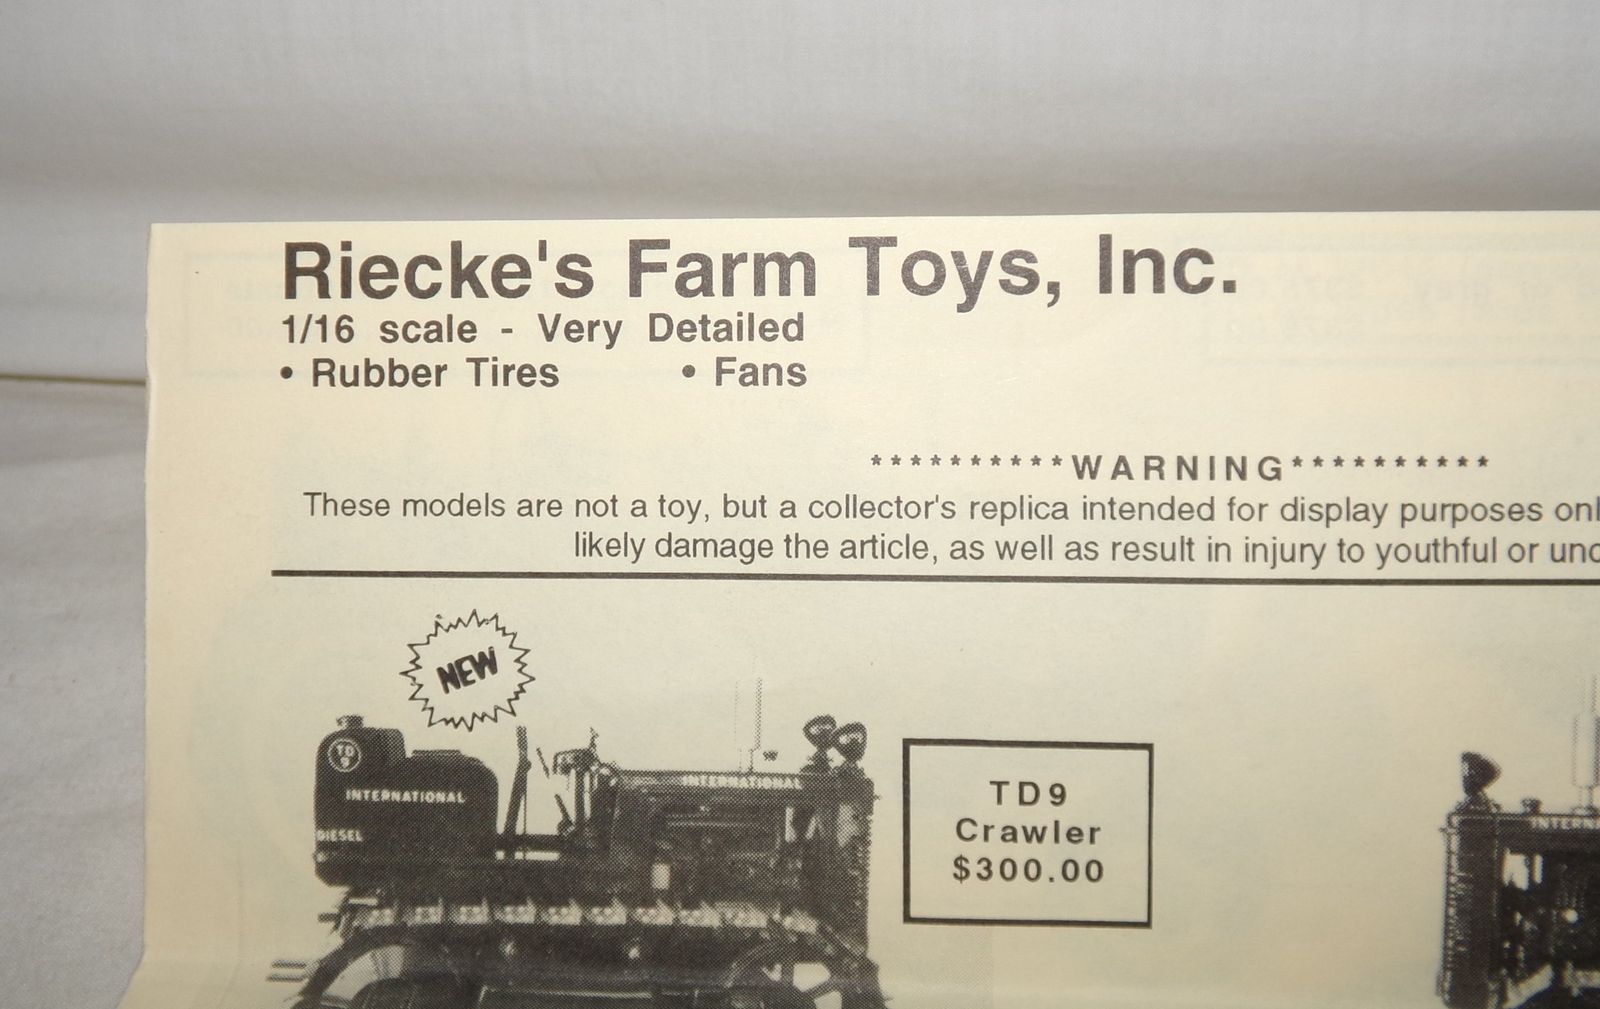 Riecke's Farm Toys, Inc.
1/16 scale - Very Detailed
• Rubber Tires • Fans
**********WARNING**********
These models are not a toy, but a collector's replica intended for display purposes
likely damage the article, as well as result in injury to youthful or
NEW
TD
9
INTERNATIONAL
DIESEL
INTERNATIONAL
TD9
Crawler
$300.00